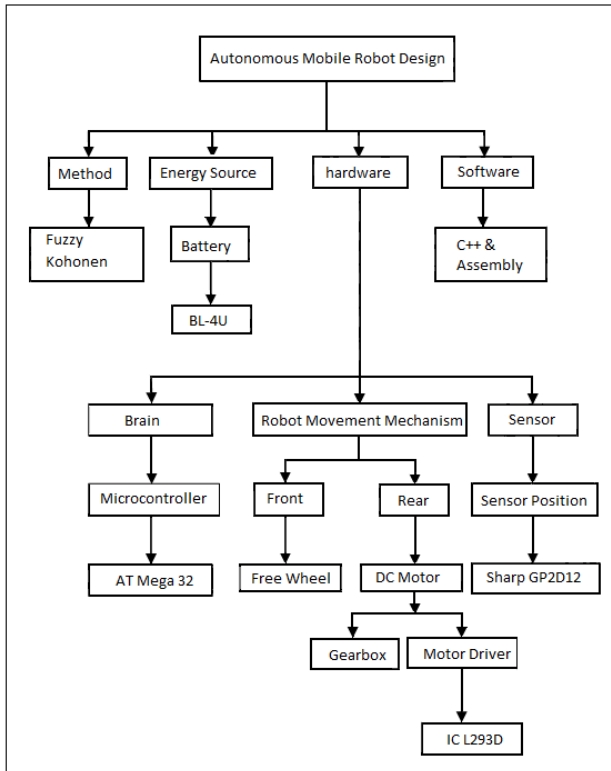 Autonomous Mobile Robot Design
Method
Energy Source
hardware
Software
Fuzzy
Kohonen
Battery
C++ &
Assembly
BL-4U
Brain
Robot Movement Mechanism
Sensor
Microcontroller
Front
Rear
Sensor Position
AT Mega 32
Free Wheel
DC Motor
Sharp GP2D12
Gearbox
Motor Driver
IC L293D